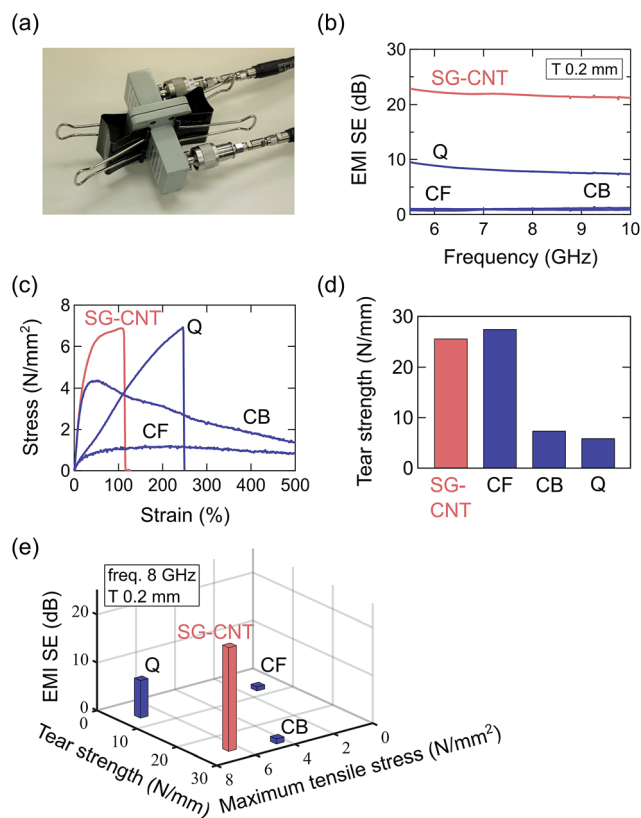 (a)
(b)
EMI SE (dB)
30
20
10
0
SG-CNT
T 0.2 mm
Q
CF
CB
6
7
8
9
10
Frequency (GHz)
(c)
Stress (N/mm²)
8
6
4
2
0
SG-CNT
Q
CB
CF
0
100
200
300
400
500
Strain (%)
(d)
Tear strength (N/mm)
30
20
10
0
SG-
CNT
CF
CB
Q
(e)
freq. 8 GHz
T 0.2 mm
EMI SE (dB)
20
10
0
SG-CNT
Q
CF
CB
0
10
20
30
Tear strength (N/mm)
8
6
4
2
0
Maximum tensile stress (N/mm²)